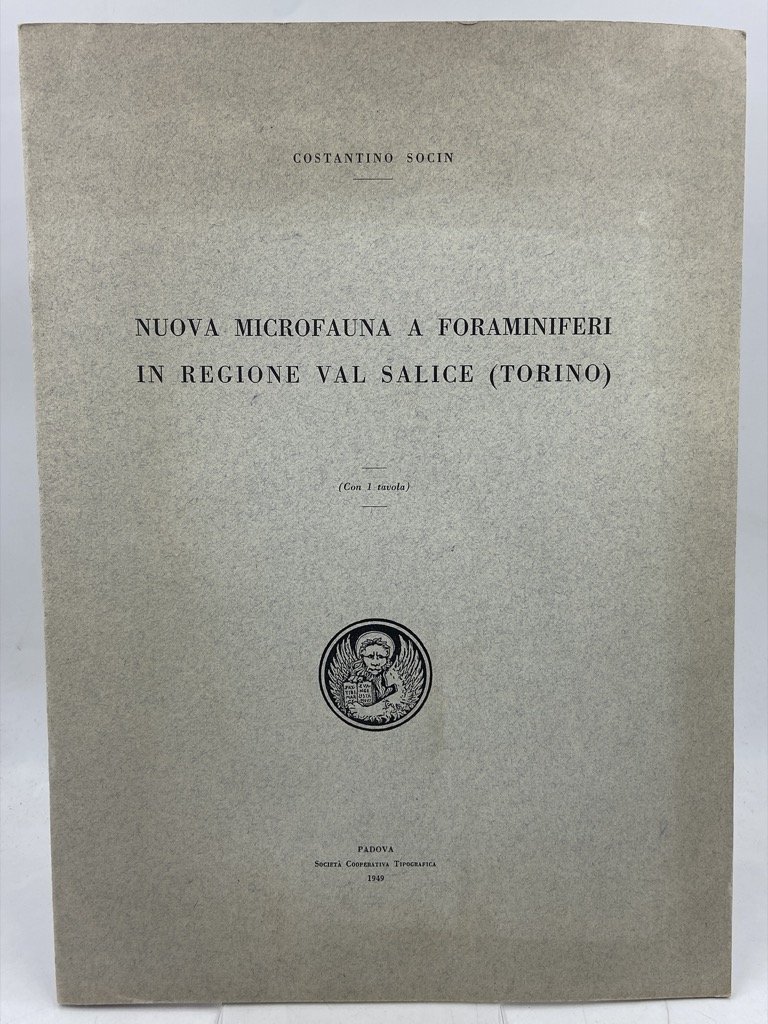 COSTANTINO SOCIN
NUOVA MICROFAUNA A FORAMINIFERI
IN REGIONE VAL SALICE (TORINO)
(Con 1 tavola)
PADOVA
SOCIETÀ COOPERATIVA TIPOGRAFICA
1949